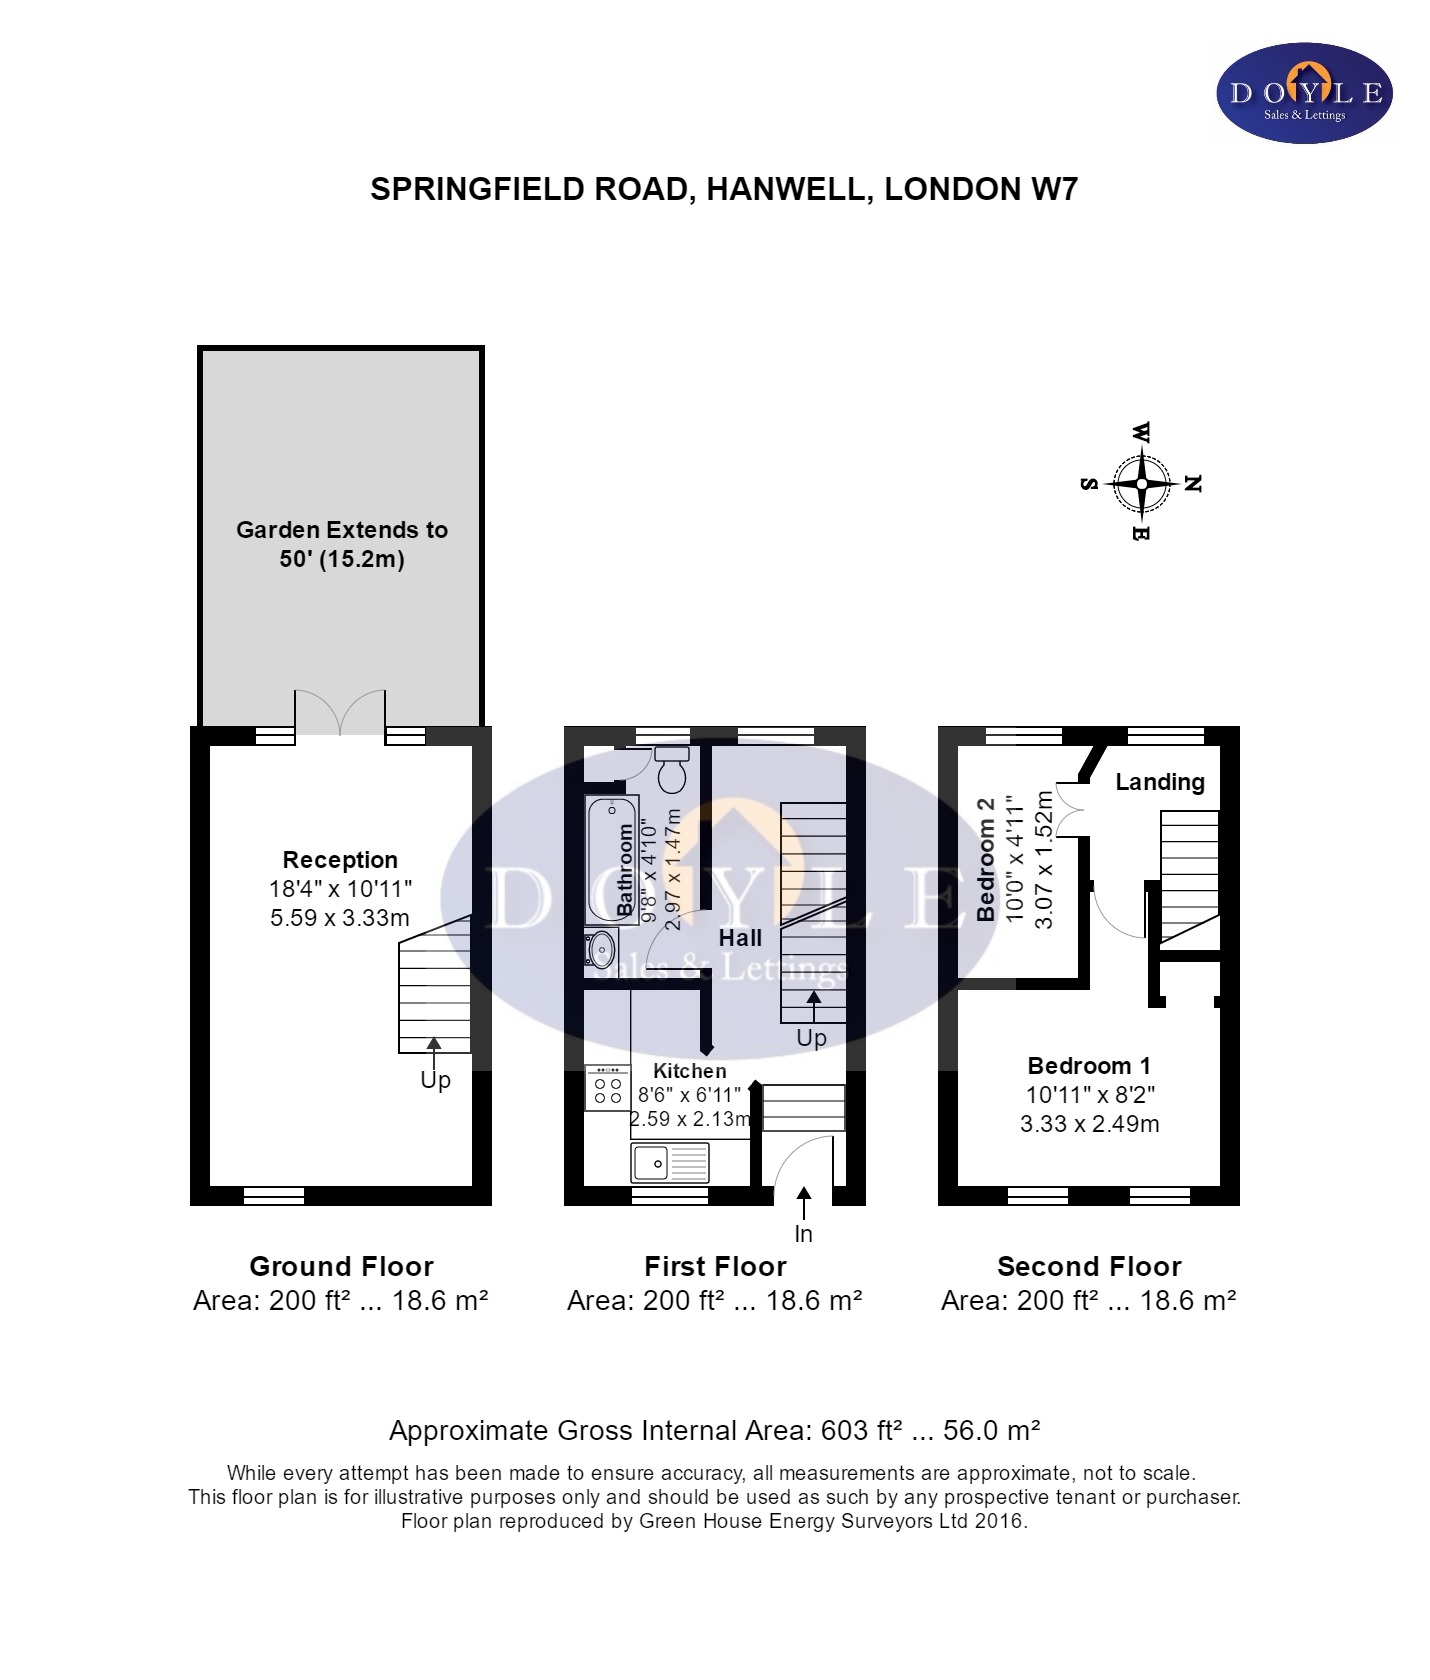 DOYLE
Sales & Lettings
SPRINGFIELD ROAD, HANWELL, LONDON W7
W
S
N
E
Garden Extends to
50' (15.2m)
Reception
18'4" x 10'11"
5.59 x 3.33m
Up
Bathroom
9'8" x 4'10"
2.97 x 1.47m
DOYLE
Sales & Lettings
Hall
Up
Kitchen
8'6" x 6'11"
2.59 x 2.13m
In
Landing
Bedroom 2
10'0" x 4'11"
3.07 x 1.52m
Bedroom 1
10'11" x 8'2"
3.33 x 2.49m
Ground Floor
Area: 200 ft² ... 18.6 m²
First Floor
Area: 200 ft² ... 18.6 m²
Second Floor
Area: 200 ft² ... 18.6 m²
Approximate Gross Internal Area: 603 ft² ... 56.0 m²
While every attempt has been made to ensure accuracy, all measurements are approximate, not to scale.
This floor plan is for illustrative purposes only and should be used as such by any prospective tenant or purchaser.
Floor plan reproduced by Green House Energy Surveyors Ltd 2016.